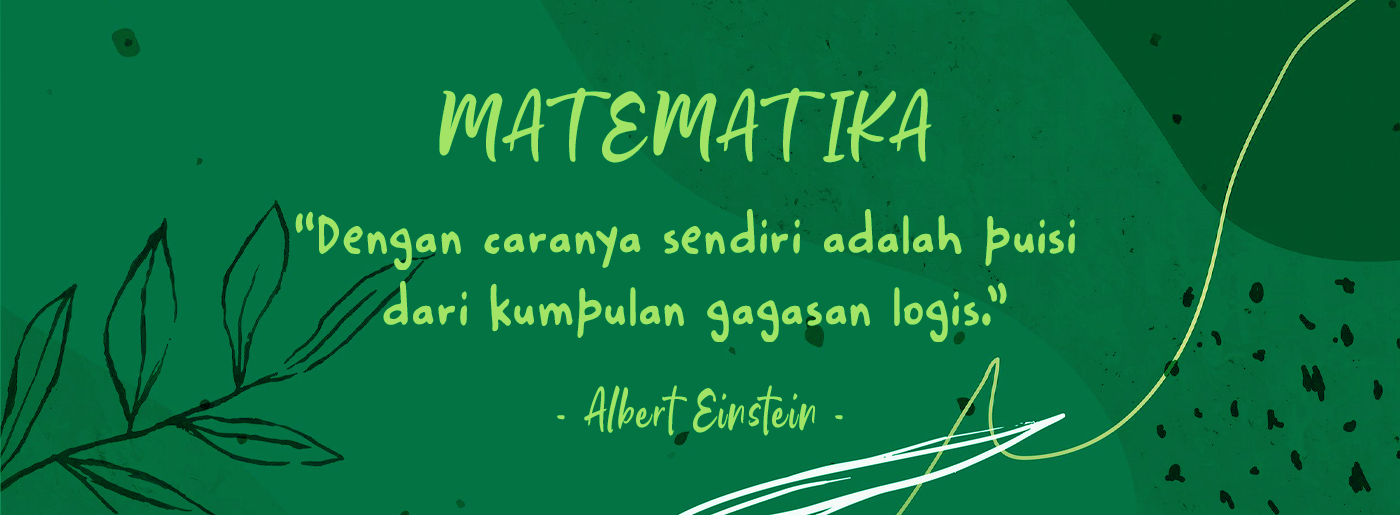 MATEMATIKA
“Dengan caranya sendiri adalah puisi
dari kumpulan gagasan logis.”
- Albert Einstein -